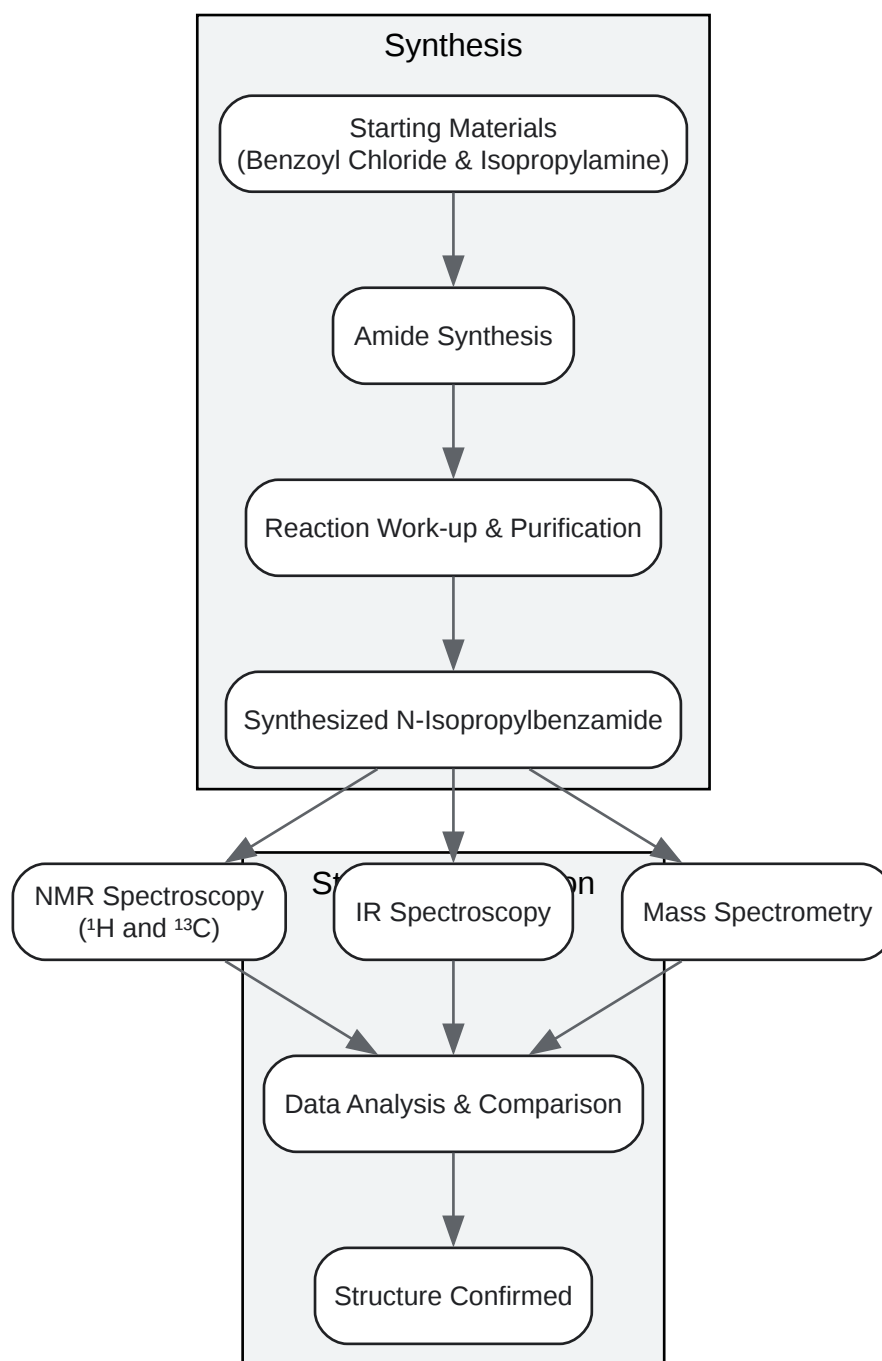 Synthesis
Starting Materials
(Benzoyl Chloride & Isopropylamine)
Amide Synthesis
Reaction Work-up & Purification
Synthesized N-Isopropylbenzamide
NMR Spectroscopy
(¹H and ¹³C)
IR Spectroscopy
Mass Spectrometry
Data Analysis & Comparison
Structure Confirmed